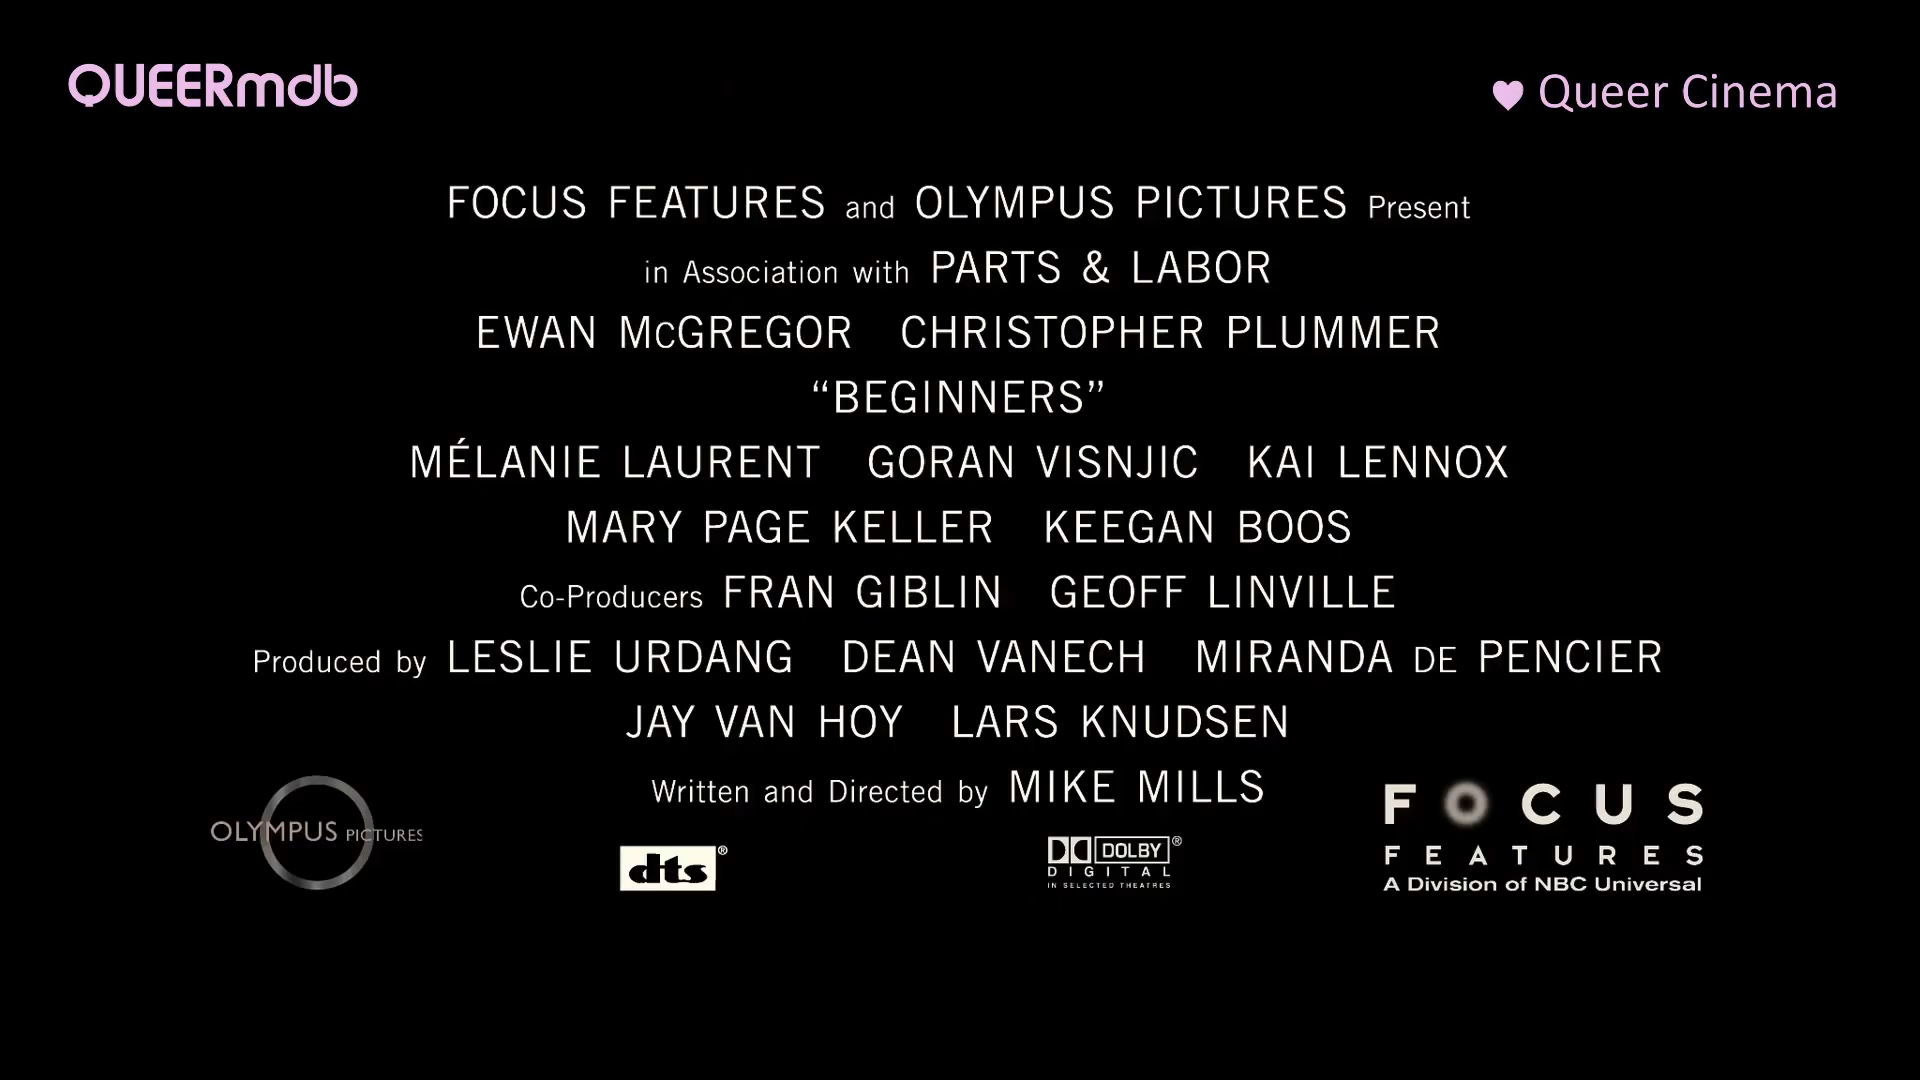 QUEERmdb
♥ Queer Cinema
FOCUS FEATURES and OLYMPUS PICTURES Present
in Association with PARTS & LABOR
EWAN McGREGOR CHRISTOPHER PLUMMER
“BEGINNERS”
MÉLANIE LAURENT GORAN VISNJIC KAI LENNOX
MARY PAGE KELLER KEEGAN BOOS
Co-Producers FRAN GIBLIN GEOFF LINVILLE
Produced by LESLIE URDANG DEAN VANECH MIRANDA DE PENCIER
JAY VAN HOY LARS KNUDSEN
Written and Directed by MIKE MILLS
OLYMPUS PICTURES
dts®
DOLBY®
DIGITAL
IN SELECTED THEATRES
FOCUS
FEATURES
A Division of NBC Universal